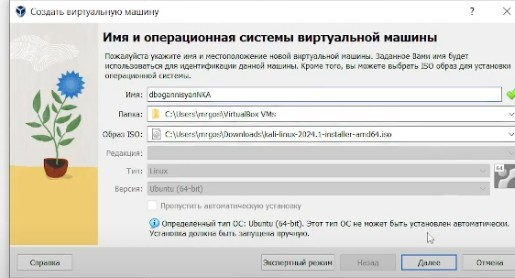 Создать виртуальную машину
Имя и операционная системы виртуальной машины
Пожалуйста укажите имя и местоположение новой виртуальной машины. Заданное Вами имя будет
использоваться для идентификации данной машины. Кроме того, вы можете выбрать ISO образ для установки
операционной системы.
Имя: dbogannisyanNKA
Папка: C:\Users\mrgori\VirtualBox VMs
Образ ISO: C:\Users\mrgori\Downloads\kali-linux-2024.1-installer-amd64.iso
Редакция:
Тип: Linux
Версия: Ubuntu (64-bit)
64
Пропустить автоматическую установку
Определенный тип ОС: Ubuntu (64-bit). Этот тип ОС не может быть установлен автоматически.
Установка должна быть запущена вручную.
Справка Экспертный режим Назад Далее Отмена